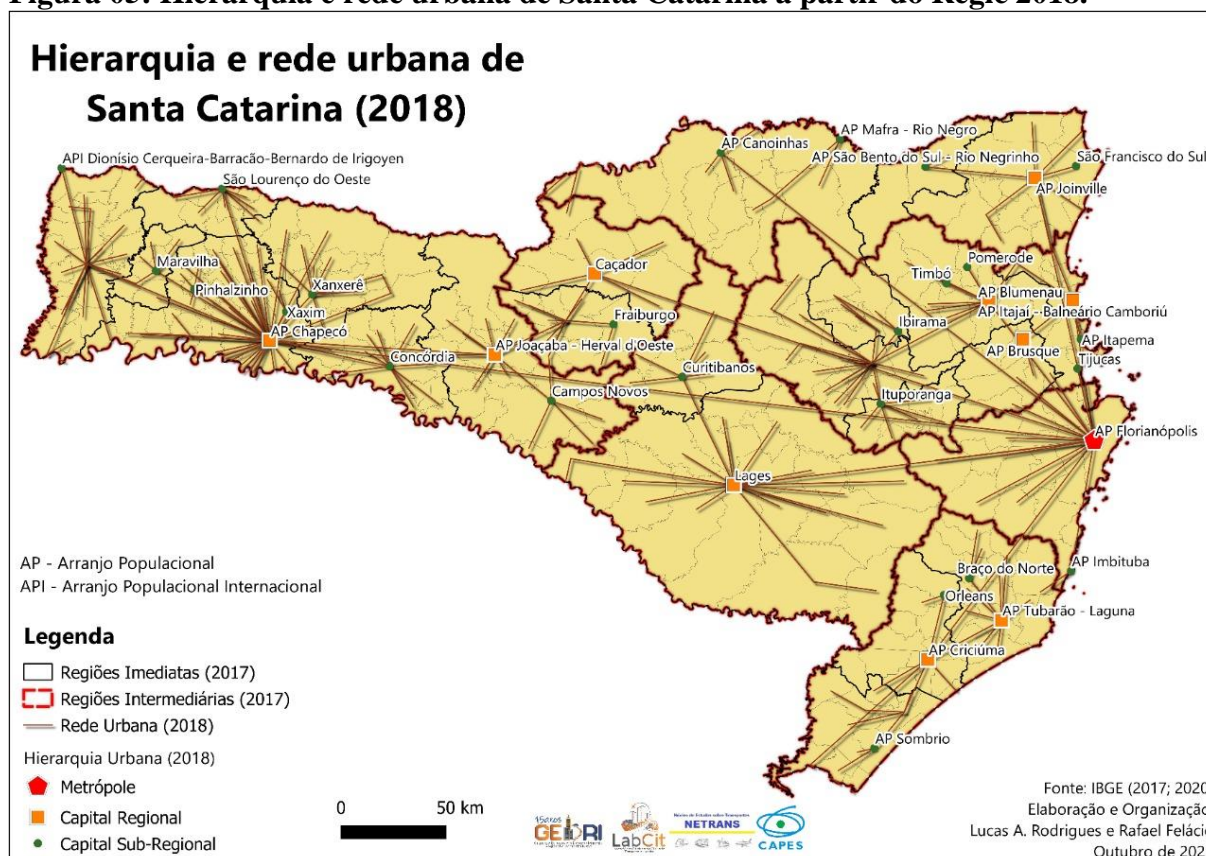 Figura 05: Hierarquia e rede urbana de Santa Catarina a partir do Regic 2018.
Hierarquia e rede urbana de
Santa Catarina (2018)
API Dionísio Cerqueira-Barracão-Bernardo de Irigoyen
São Lourenço do Oeste
AP Canoinhas
AP Mafra - Rio Negro
AP São Bento do Sul - Rio Negrinho
São Francisco do Sul
AP Joinville
Maravilha
Pinhalzinho
Xanxerê
Xaxim
AP Chapecó
Concórdia
Caçador
Fraiburgo
AP Joaçaba - Herval d'Oeste
Curitibanos
Campos Novos
Pomerode
Timbó
AP Blumenau
AP Itajaí - Balneário Camboriú
Ibirama
AP Brusque
AP Itapema
Tijucas
Ituporanga
AP Florianópolis
Lages
AP Imbituba
Braço do Norte
Orleans
AP Tubarão - Laguna
AP Criciúma
AP Sombrio
AP - Arranjo Populacional
API - Arranjo Populacional Internacional
Legenda
Regiões Imediatas (2017)
Regiões Intermediárias (2017)
Rede Urbana (2018)
Hierarquia Urbana (2018)
Metrópole
Capital Regional
Capital Sub-Regional
0 50 km
15anos
GEDRI
LabCit
NETRANS
CAPES
Fonte: IBGE (2017; 2020
Elaboração e Organização
Lucas A. Rodrigues e Rafael Felácio
Outubro de 202